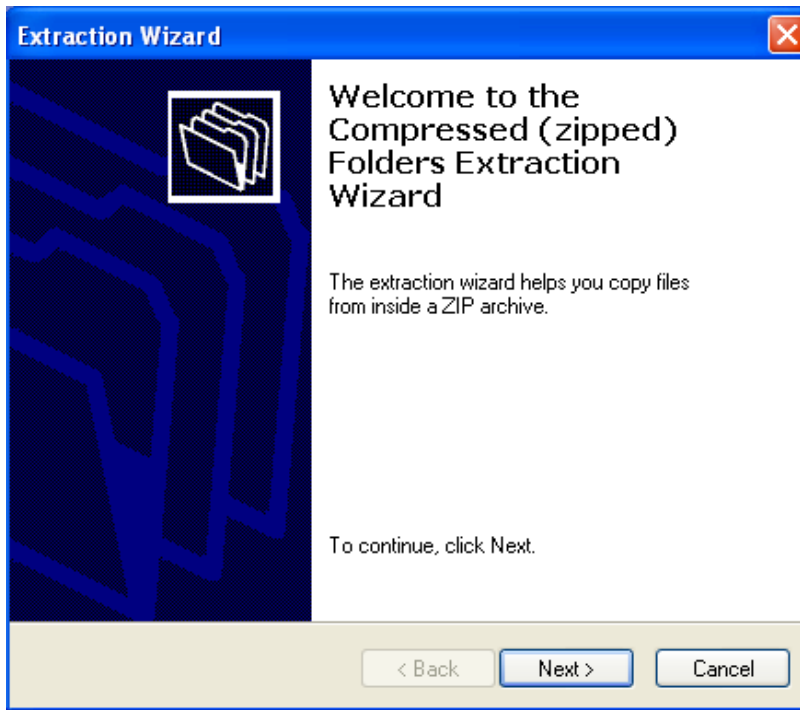 Extraction Wizard
Welcome to the
Compressed (zipped)
Folders Extraction
Wizard
The extraction wizard helps you copy files
from inside a ZIP archive.
To continue, click Next.
< Back
Next >
Cancel